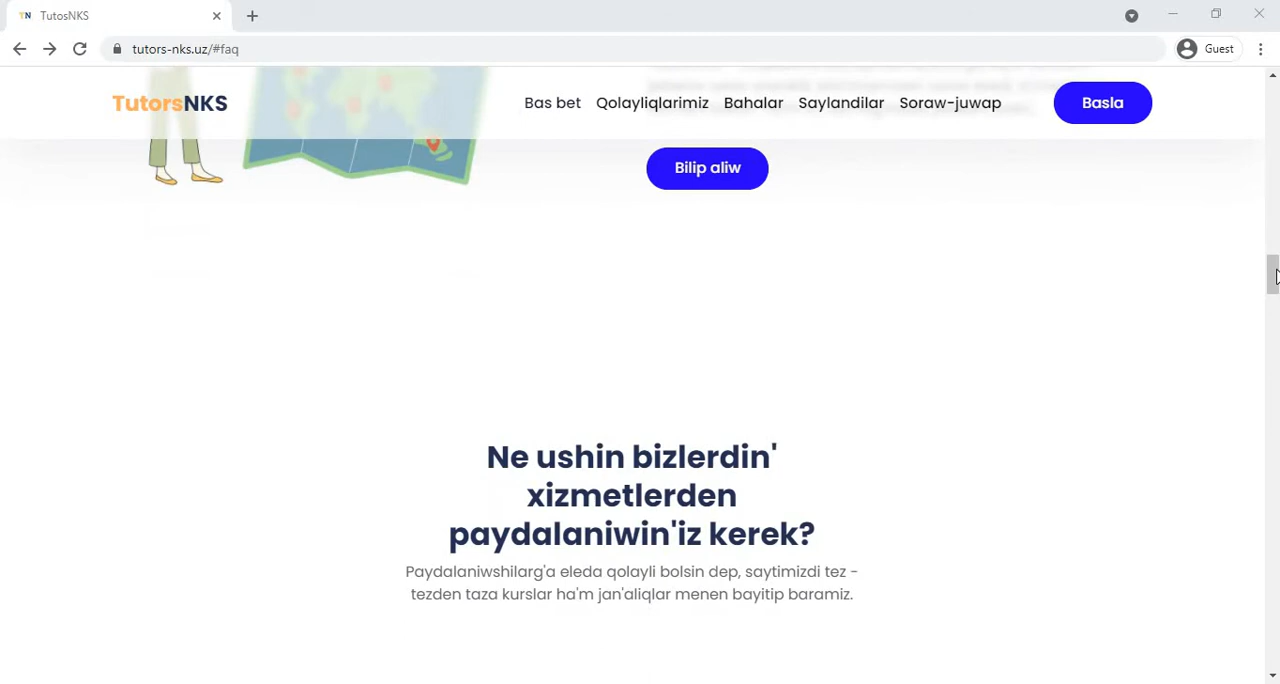 TutosNKS
tutors-nks.uz/#faq
Guest
TutorsNKS
Bas bet
Qolayliqlarimiz
Bahalar
Saylandilar
Soraw-juwap
Basla
Bilip aliw
Ne ushin bizlerdin'
xizmetlerden
paydalaniwin'iz kerek?
Paydalaniwshilarg'a eleda qolayli bolsin dep, saytimizdi tez -
tezden taza kurslar ha'm jan'aliqlar menen bayitip baramiz.